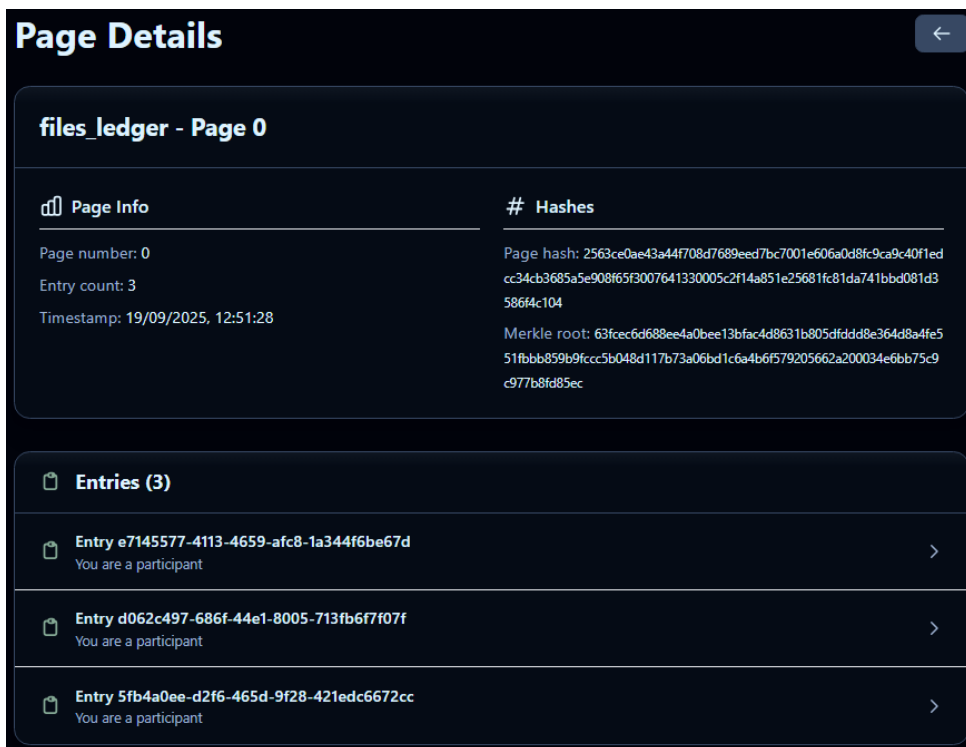 Page Details
files_ledger - Page 0
Page Info
Page number: 0
Entry count: 3
Timestamp: 19/09/2025, 12:51:28
# Hashes
Page hash: 2563ce0ae43a44f708d7689eed7bc7001e606a0d8fc9ca9c40f1ed
cc34cb3685a5e908f65f3007641330005c2f14a851e25681fc81da741bbd081d3
586f4c104
Merkle root: 63fcec6d688ee4a0bee13bfac4d8631b805dfddd8e364d8a4fe5
51fbbb859b9fccc5b048d117b73a06bd1c6a4b6f579205662a200034e6bb75c9
c977b8fd85ec
Entries (3)
Entry e7145577-4113-4659-afc8-1a344f6be67d
You are a participant
Entry d062c497-686f-44e1-8005-713fb6f7f07f
You are a participant
Entry 5fb4a0ee-d2f6-465d-9f28-421edc6672cc
You are a participant